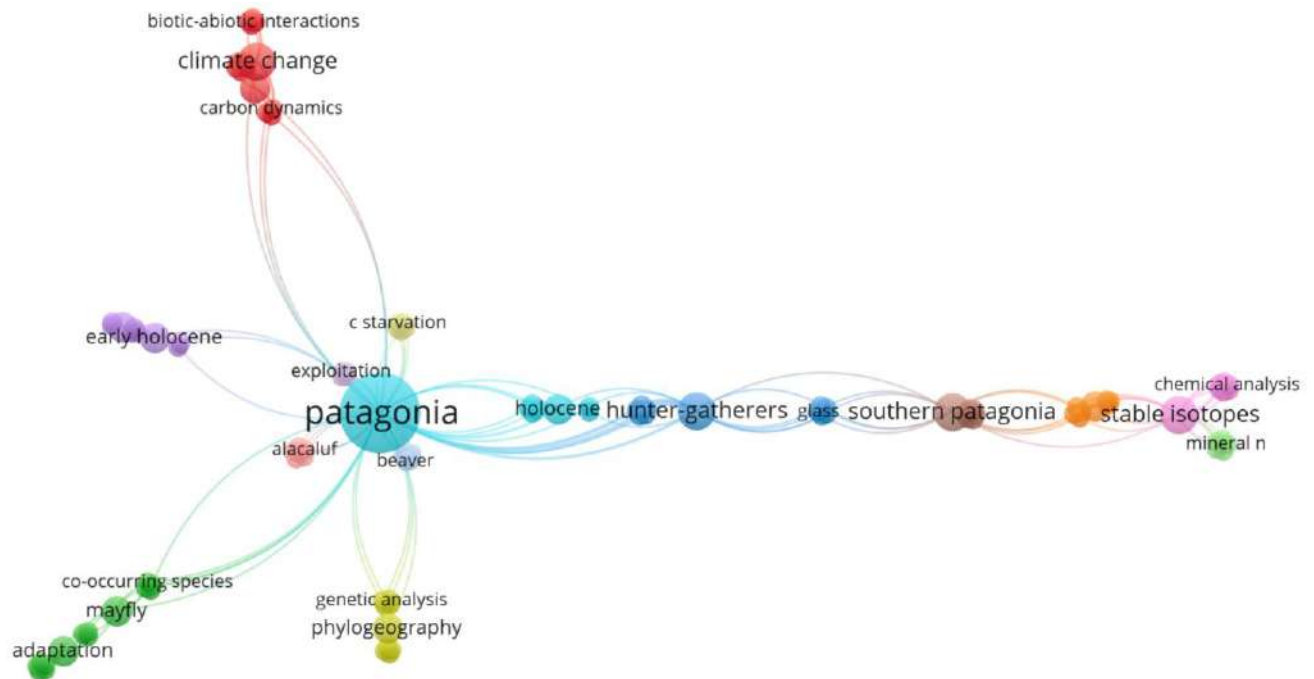 biotic-abiotic interactions
climate change
carbon dynamics
c starvation
early holocene
exploitation
patagonia
holocene
hunter-gatherers
glass
southern patagonia
stable isotopes
chemical analysis
mineral n
alacaluf
beaver
co-occurring species
mayfly
adaptation
genetic analysis
phylogeography